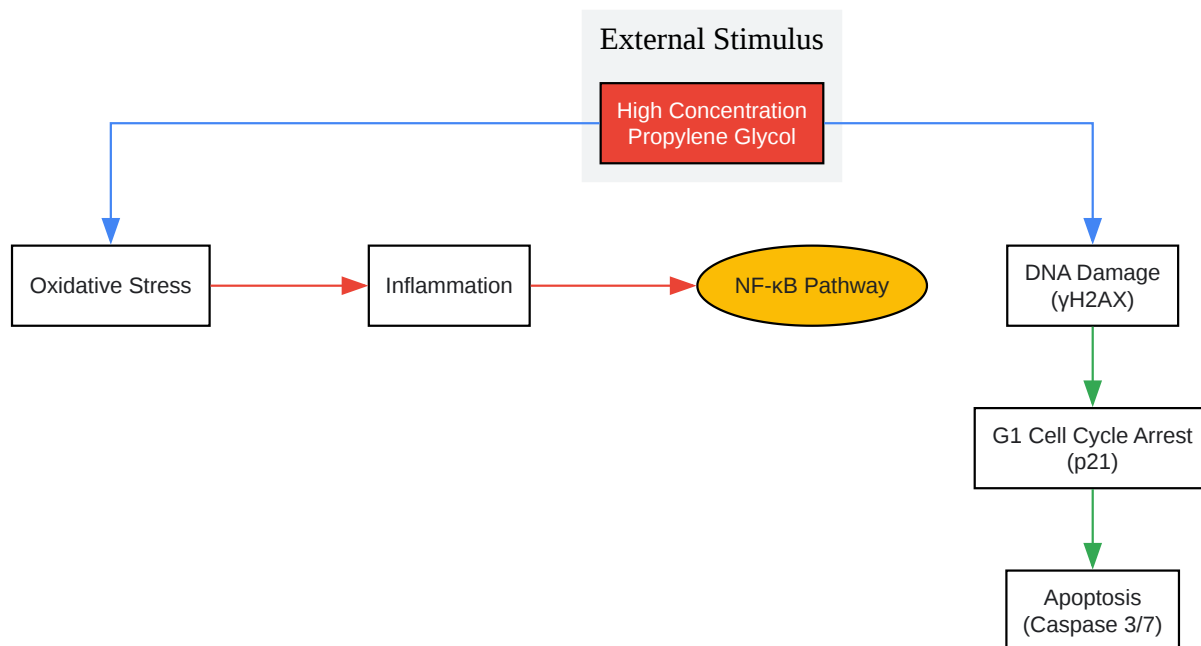 External Stimulus
High Concentration
Propylene Glycol
Oxidative Stress
Inflammation
NF-κB Pathway
DNA Damage
(γH2AX)
G1 Cell Cycle Arrest
(p21)
Apoptosis
(Caspase 3/7)